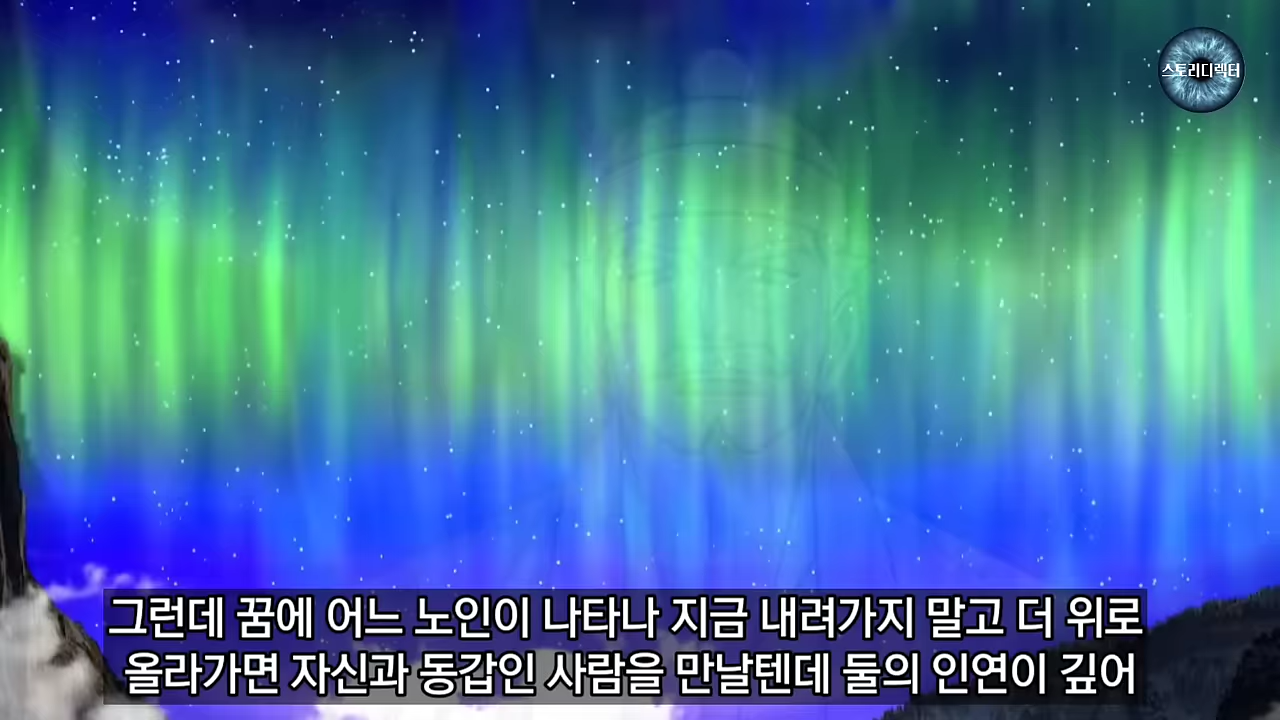 스토리디렉터
그런데 꿈에 어느 노인이 나타나 지금 내려가지 말고 더 위로
올라가면 자신과 동갑인 사람을 만날텐데 둘의 인연이 깊어